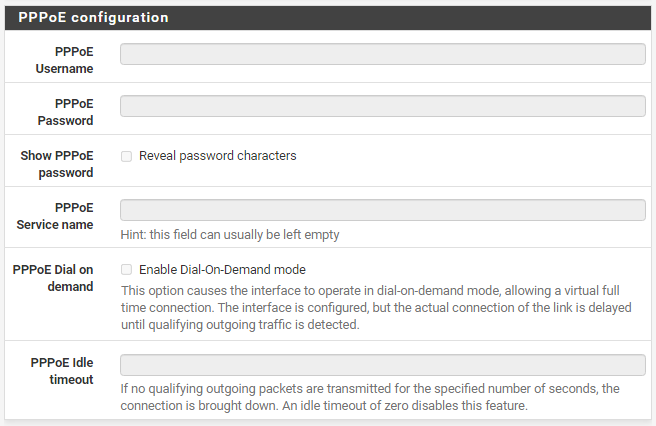 PPPoE configuration
PPPoE
Username
PPPoE
Password
Show PPPoE
password
Reveal password characters
PPPoE
Service name
Hint: this field can usually be left empty
PPPoE Dial on
demand
Enable Dial-On-Demand mode
This option causes the interface to operate in dial-on-demand mode, allowing a virtual full
time connection. The interface is configured, but the actual connection of the link is delayed
until qualifying outgoing traffic is detected.
PPPoE Idle
timeout
If no qualifying outgoing packets are transmitted for the specified number of seconds, the
connection is brought down. An idle timeout of zero disables this feature.